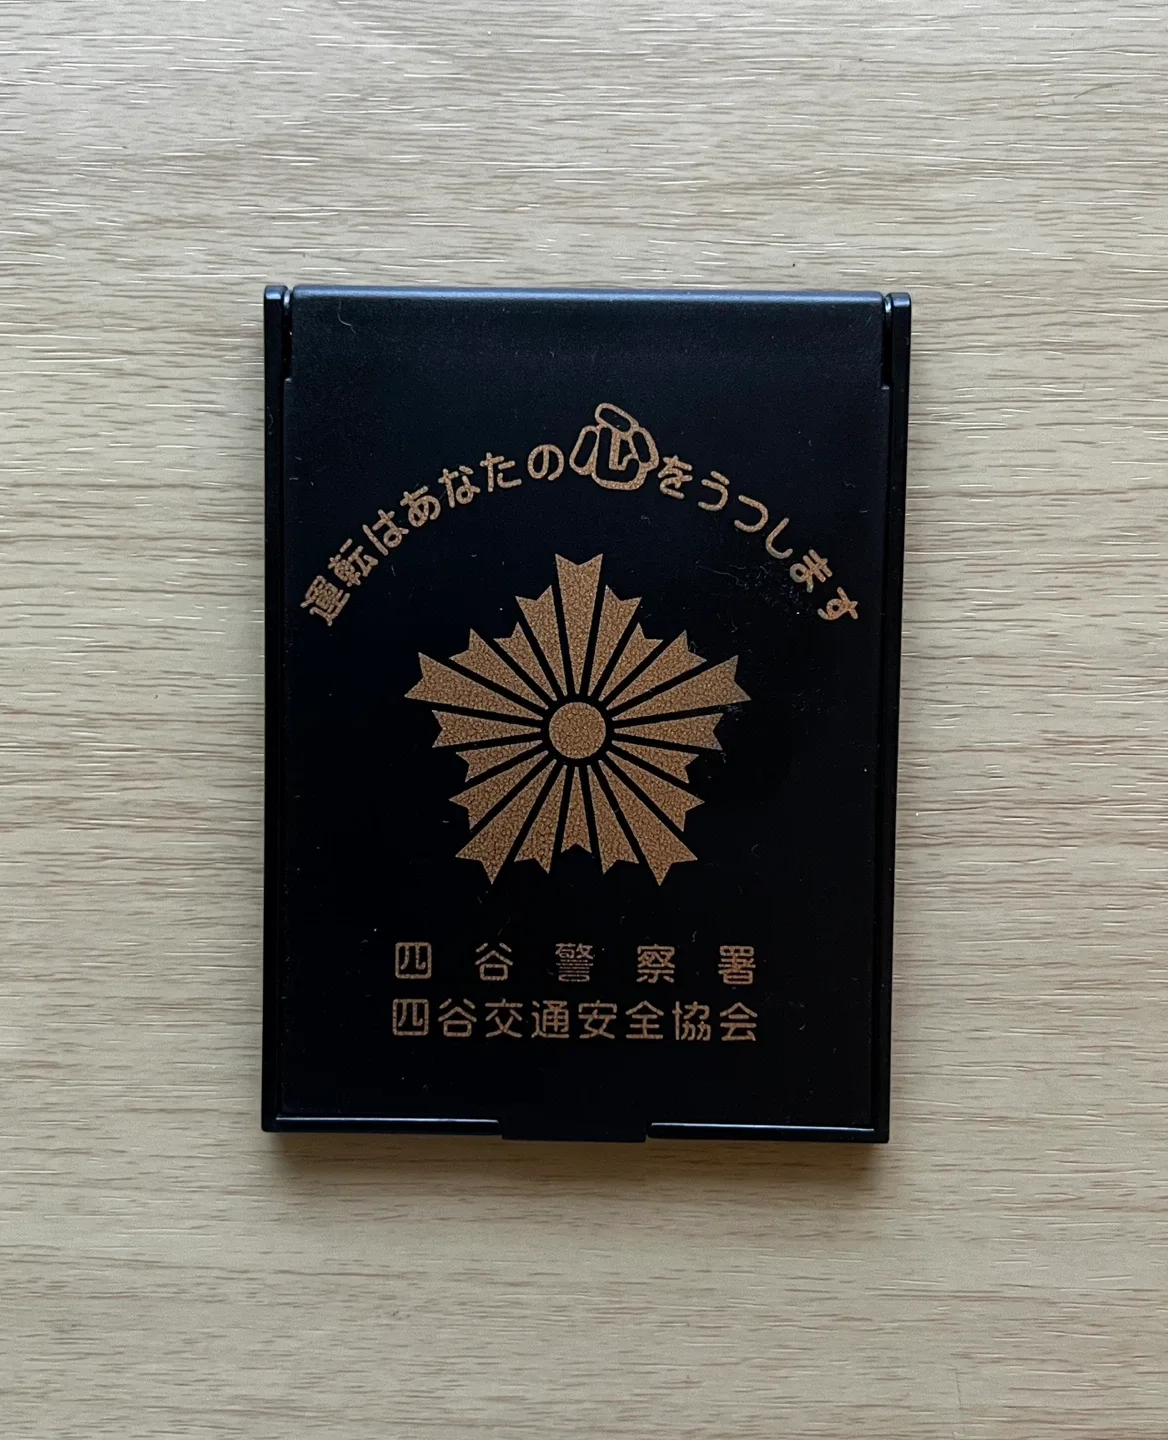 運転はあなたの心をうつします
四谷警察署
四谷交通安全協会